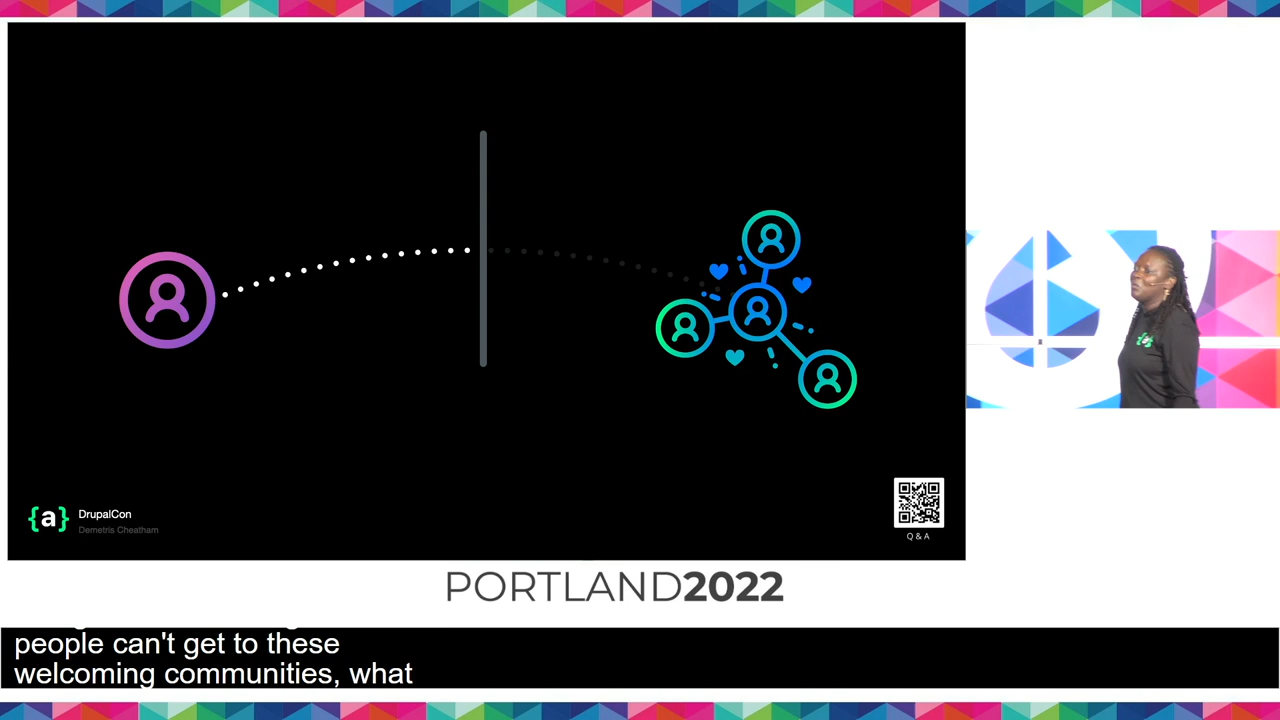 {a}
DrupalCon
Demetris Cheatham
Q & A
PORTLAND2022
people can't get to these
welcoming communities, what